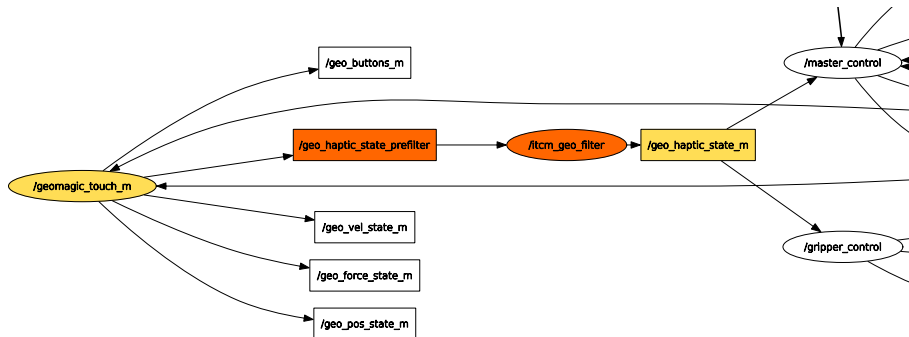 /geo_buttons_m
/master_control
/geo_haptic_state_prefilter
/itcm_geo_filter
/geo_haptic_state_m
/geomagic_touch_m
/geo_vel_state_m
/gripper_control
/geo_force_state_m
/geo_pos_state_m